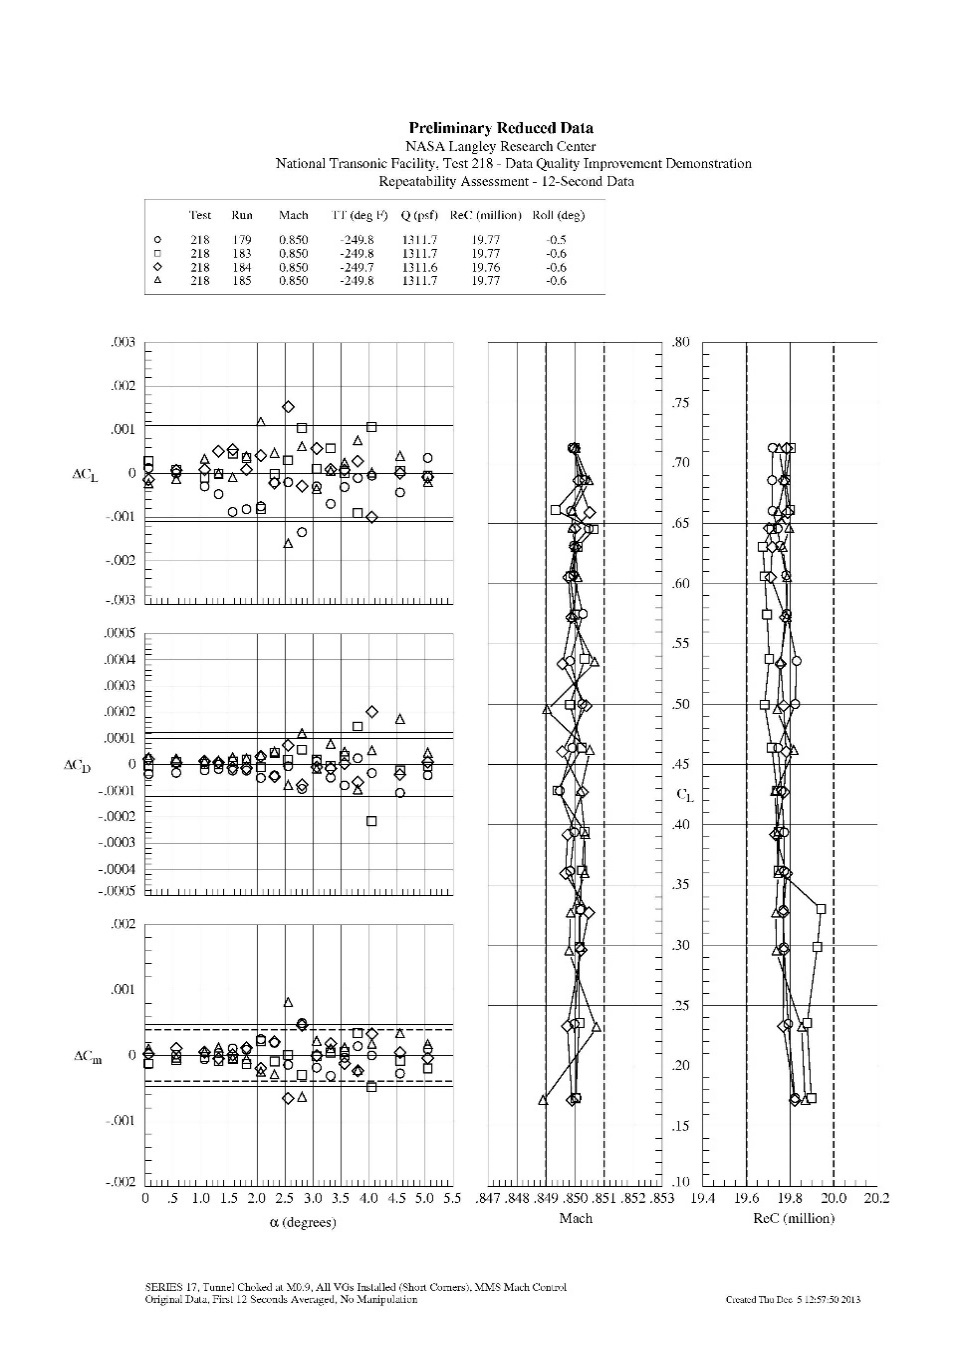 Preliminary Reduced Data
NASA Langley Research Center
National Transonic Facility, Test 218 - Data Quality Improvement Demonstration
Repeatability Assessment - 12-Second Data
Test Run Mach TT (deg F) Q (psf) ReC (million) Roll (deg)
218 179 0.850 -249.8 1311.7 19.77 -0.5
218 183 0.850 -249.8 1311.7 19.77 -0.6
218 184 0.850 -249.7 1311.6 19.76 -0.6
218 185 0.850 -249.8 1311.7 19.77 -0.6
.003
.002
.001
ΔCL 0
-.001
-.002
-.003
.0005
.0004
.0003
.0002
.0001
ΔCD 0
-.0001
-.0002
-.0003
-.0004
-.0005
.002
.001
ΔCm 0
-.001
-.002
0 .5 1.0 1.5 2.0 2.5 3.0 3.5 4.0 4.5 5.0 5.5
α (degrees)
.847 .848 .849 .850 .851 .852 .853
Mach
.80
.75
.70
.65
.60
.55
.50
.45
CL
.40
.35
.30
.25
.20
.15
.10
19.4 19.6 19.8 20.0 20.2
ReC (million)
SERIES 17, Tunnel Choked at M0.9, All VGs Installed (Short Corners), MMS Mach Control
Original Data, First 12 Seconds Averaged, No Manipulation
Created Thu Dec 5 12:57:50 2013